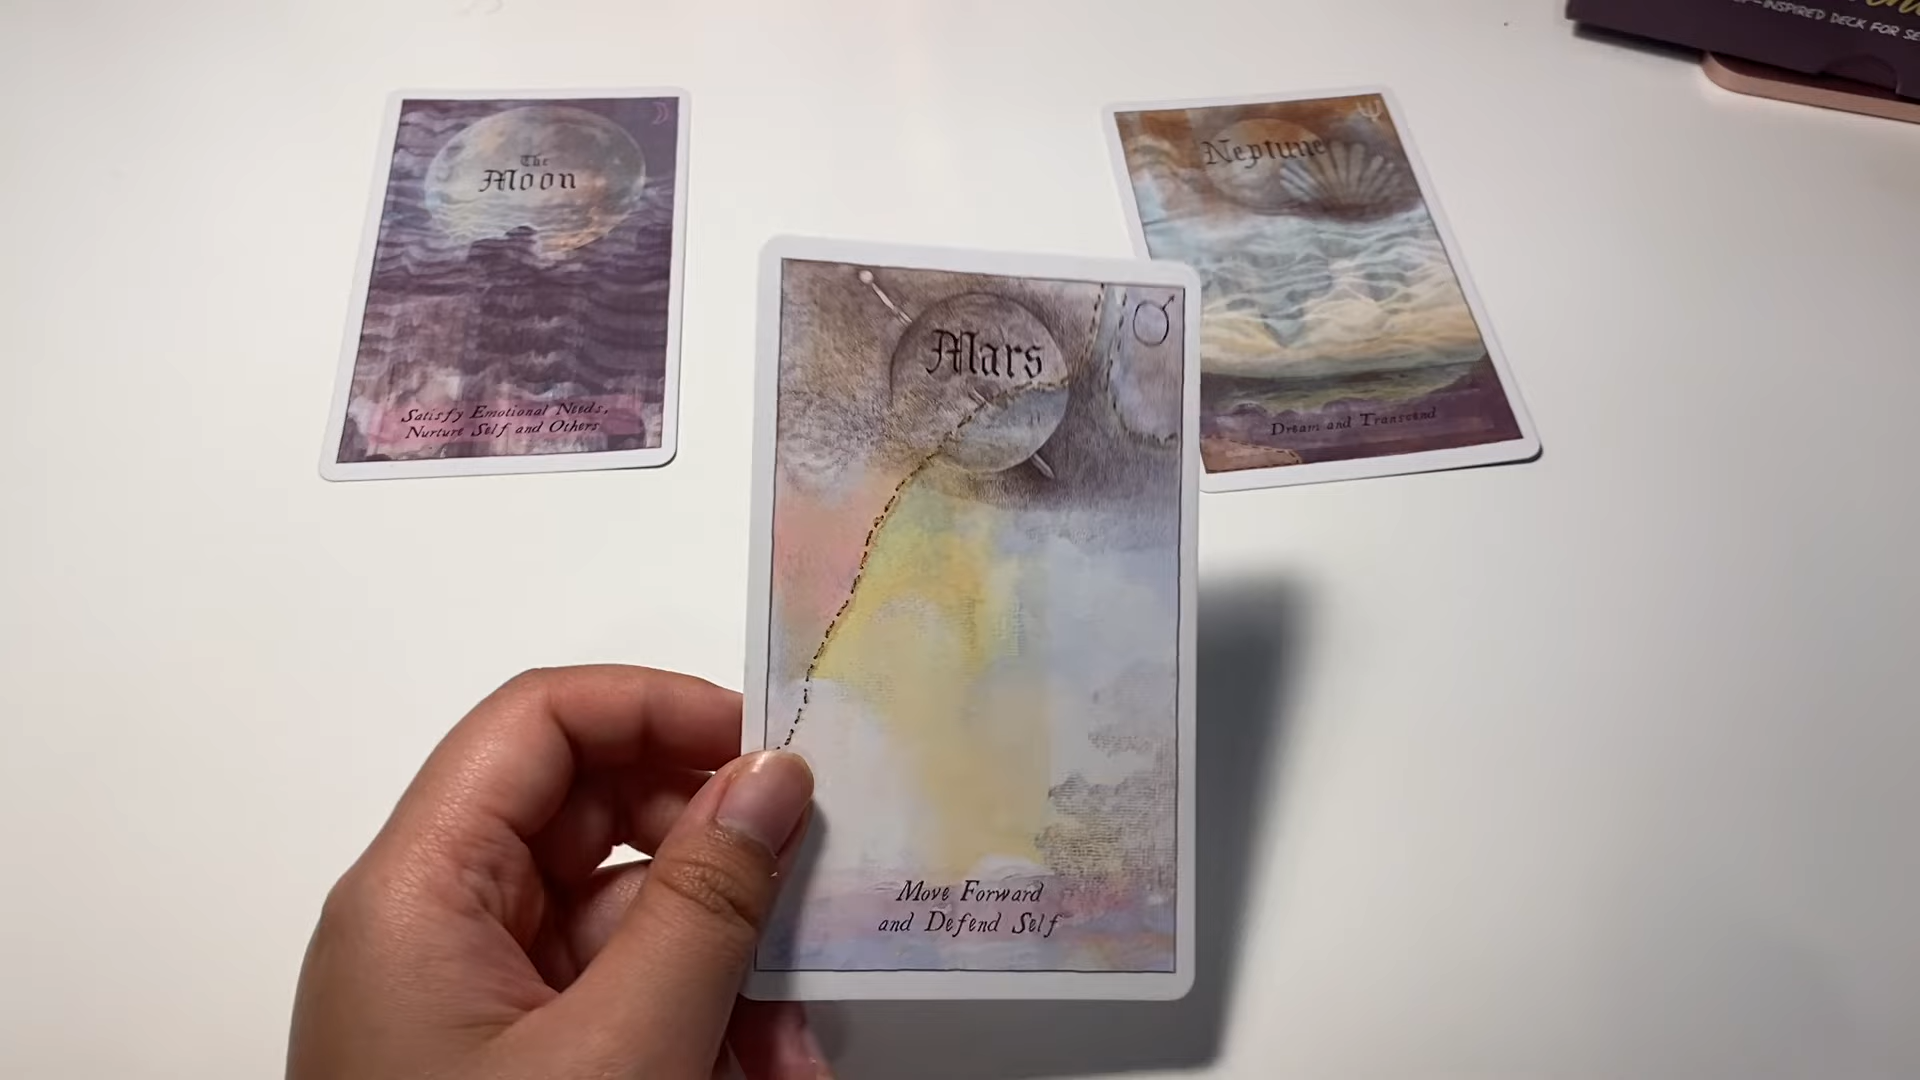 The
Moon
Satisfy Emotional Needs,
Nurture Self and Others
Mars
Move Forward
and Defend Self
Neptune
Dream and Transcend
INSPIRED DECK FOR